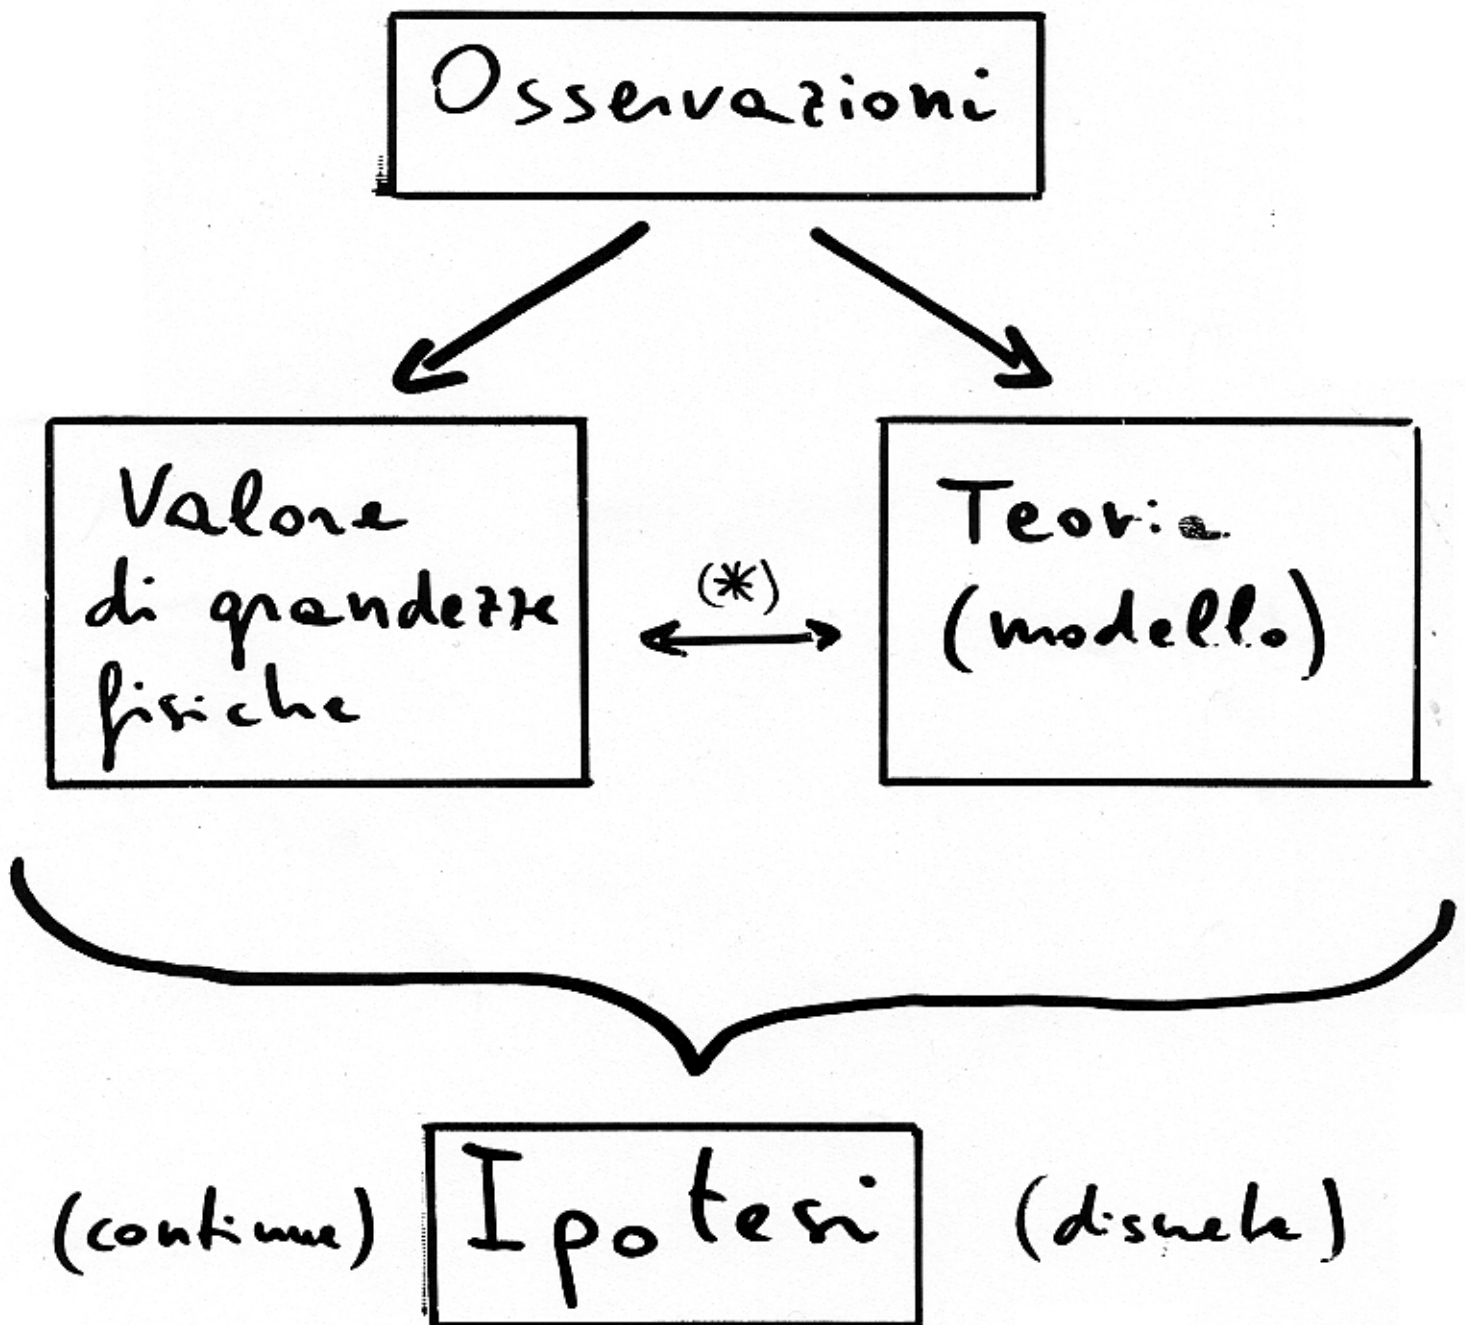 Osservazioni
Valore
di grandezze
fisiche
(*)
Teoria
(modello)
(continue)
Ipotesi
(discrete)